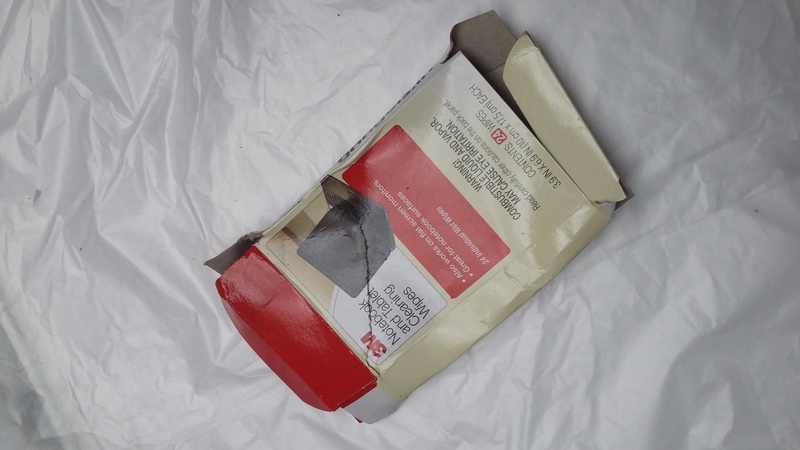 3M
Notebook
and Tablet
Cleaning
Wipes
• Also works on flat screen monitors
• Great for notebook surfaces
24 Individual Wet Wipes
WARNING!
COMBUSTIBLE LIQUID AND VAPOR.
MAY CAUSE EYE IRRITATION.
Read carefully other cautions on the back panel.
CONTENTS: 24 WIPES
3.9 IN X 6.9 IN (10 cm x 17.5 cm) EACH